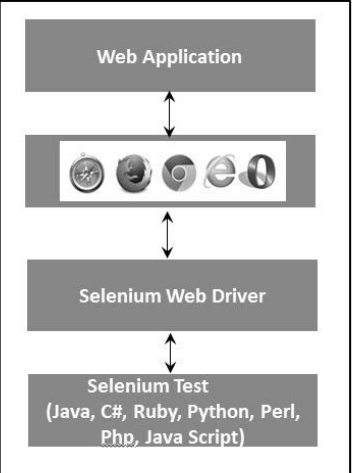 Web Application
Selenium Web Driver
Selenium Test
(Java, C#, Ruby, Python, Perl,
Php, Java Script)